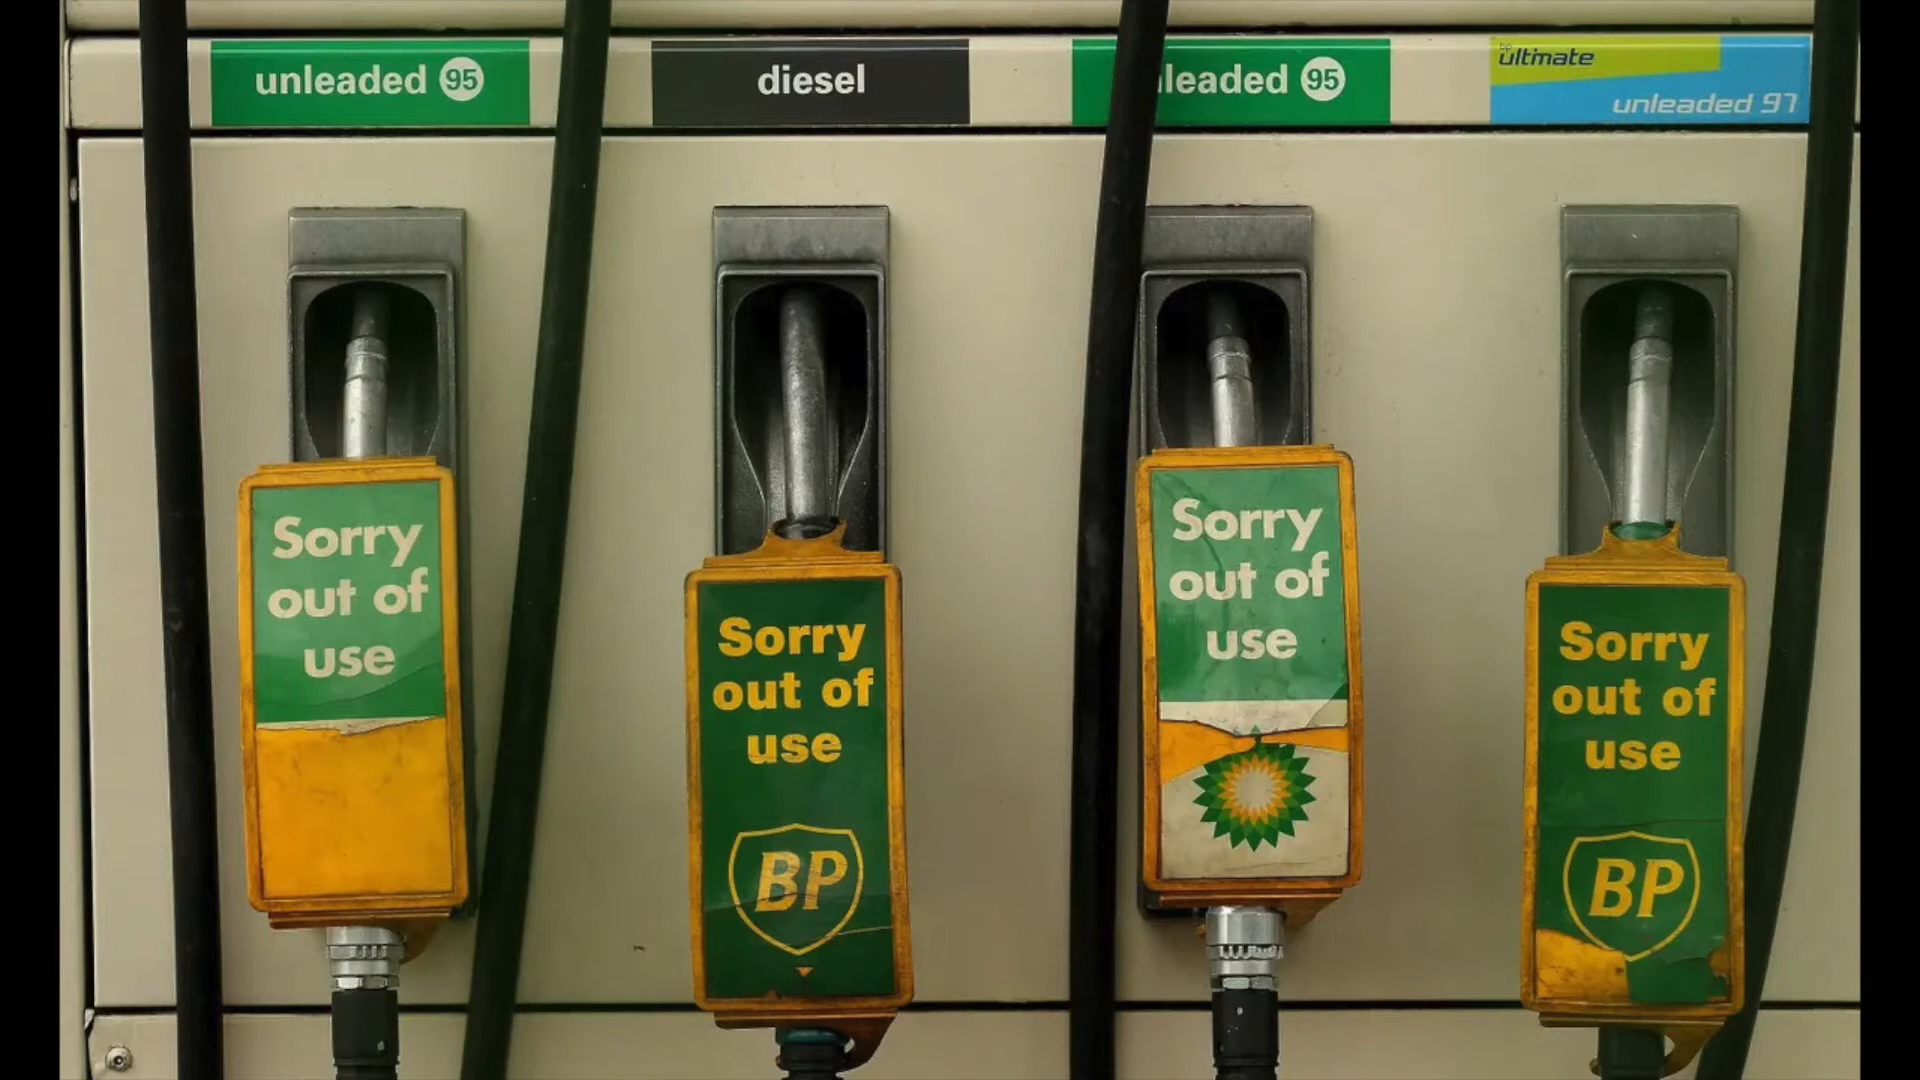 unleaded 95
diesel
leaded 95
bp
ultimate
unleaded 97
Sorry
out of
use
Sorry
out of
use
BP
Sorry
out of
use
Sorry
out of
use
BP